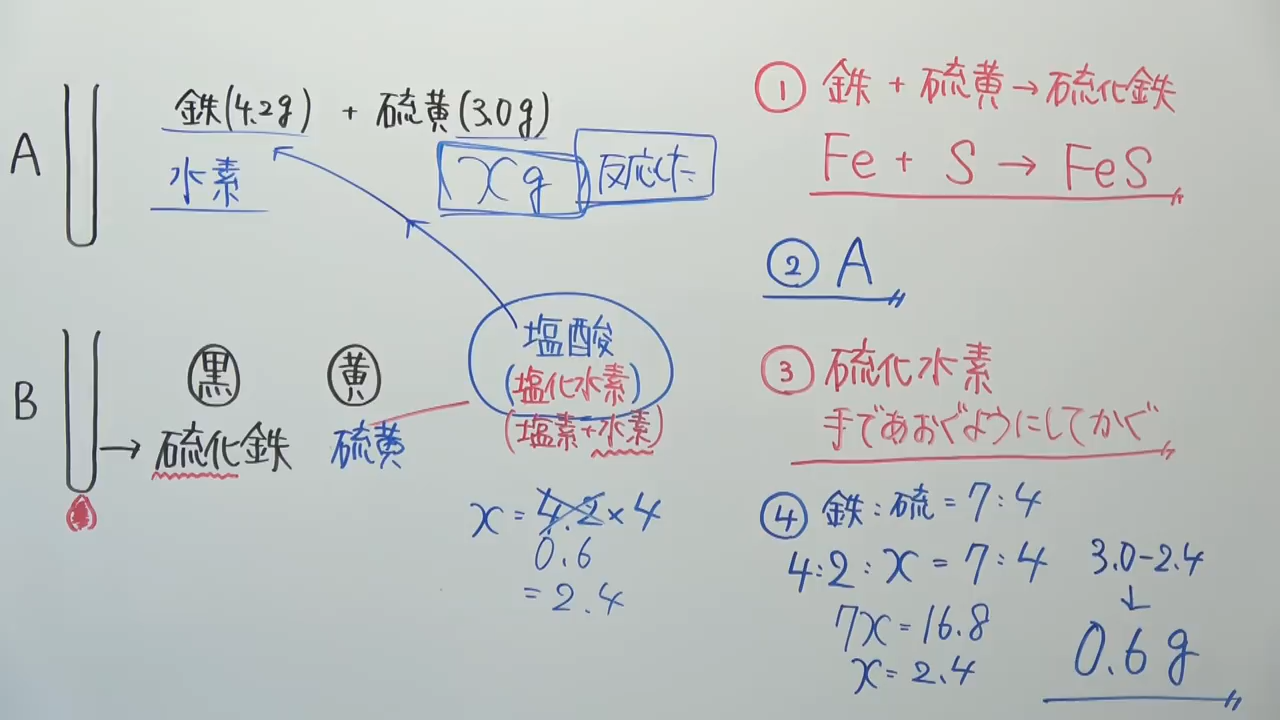 A
鉄(4.2g) + 硫黄(3.0g)
水素
xg
反応した
B
黒
黄
→硫化鉄
硫黄
塩酸
(塩化水素)
(塩素+水素)
x=4.2×4
0.6
=2.4
① 鉄+硫黄→硫化鉄
Fe + S → FeS
② A
③ 硫化水素
手であおぐようにしてかぐ
④ 鉄:硫=7:4
4:2:x=7:4
7x=16.8
x=2.4
3.0-2.4
↓
0.6g